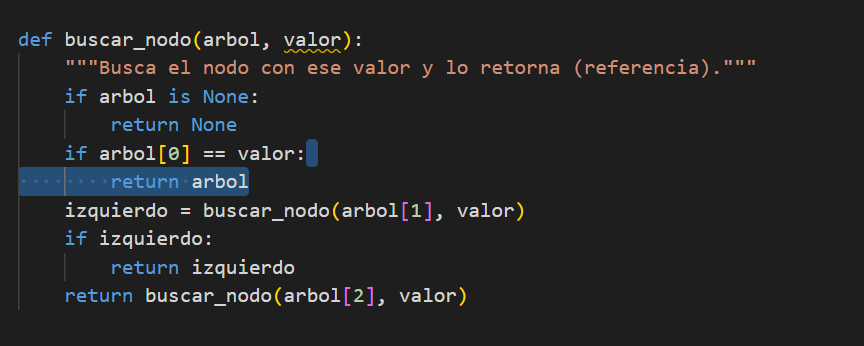 def buscar_nodo(arbol, valor):
    """Busca el nodo con ese valor y lo retorna (referencia)."""
    if arbol is None:
        return None
    if arbol[0] == valor:
        return arbol
    izquierdo = buscar_nodo(arbol[1], valor)
    if izquierdo:
        return izquierdo
    return buscar_nodo(arbol[2], valor)